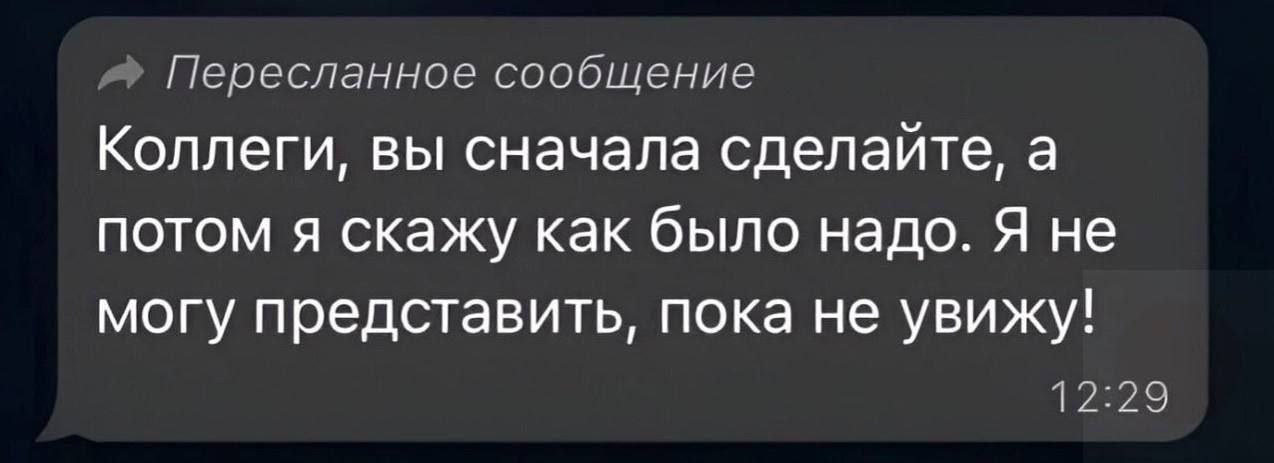 Пересланное сообщение
Коллеги, вы сначала сделайте, а
потом я скажу как было надо. Я не
могу представить, пока не увижу!
12:29